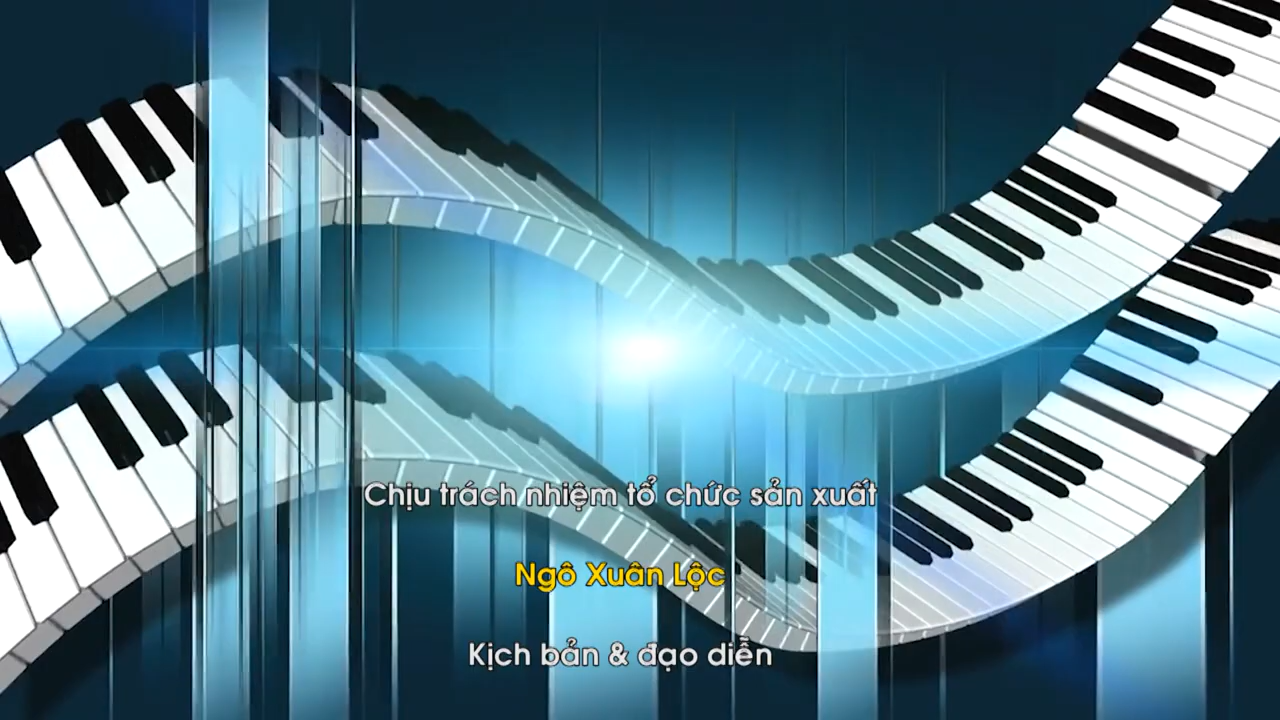 Chịu trách nhiệm tổ chức sản xuất
Ngô Xuân Lộc
Kịch bản & đạo diễn